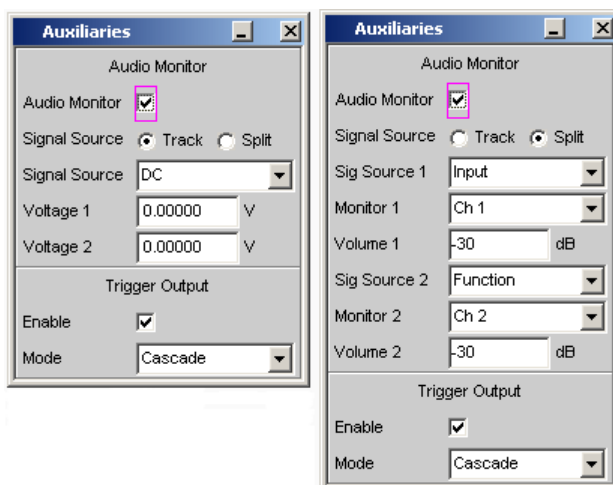 Auxiliaries
Audio Monitor
Audio Monitor
Signal Source Track Split
Signal Source DC
Voltage 1 0.00000 V
Voltage 2 0.00000 V
Trigger Output
Enable
Mode Cascade
Auxiliaries
Audio Monitor
Audio Monitor
Signal Source Track Split
Sig Source 1 Input
Monitor 1 Ch 1
Volume 1 -30 dB
Sig Source 2 Function
Monitor 2 Ch 2
Volume 2 -30 dB
Trigger Output
Enable
Mode Cascade